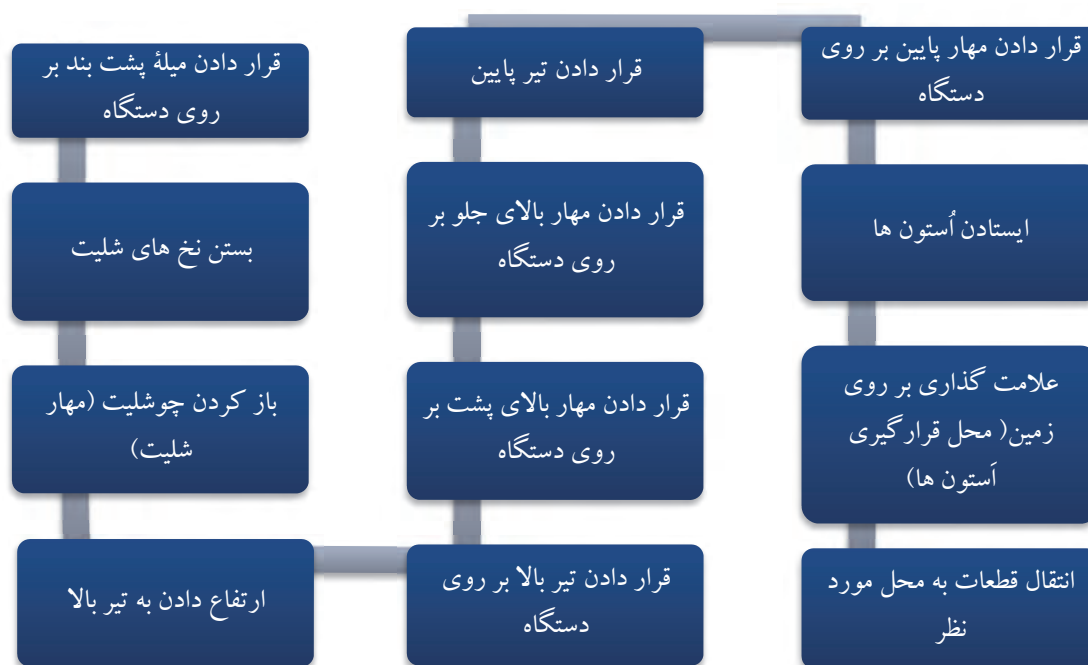 قرار دادن مهار پایین بر روی
دستگاه
ایستادن اُستون ها
علامت گذاری بر روی
زمین( محل قرارگیری
اَستون ها)
انتقال قطعات به محل مورد
نظر
قرار دادن تیر پایین
قرار دادن مهار بالای جلو بر
روی دستگاه
قرار دادن مهار بالای پشت بر
روی دستگاه
قرار دادن تیر بالا بر روی
دستگاه
قرار دادن میلهٔ پشت بند بر
روی دستگاه
بستن نخ های شلیت
باز کردن چوشلیت (مهار
شلیت)
ارتفاع دادن به تیر بالا